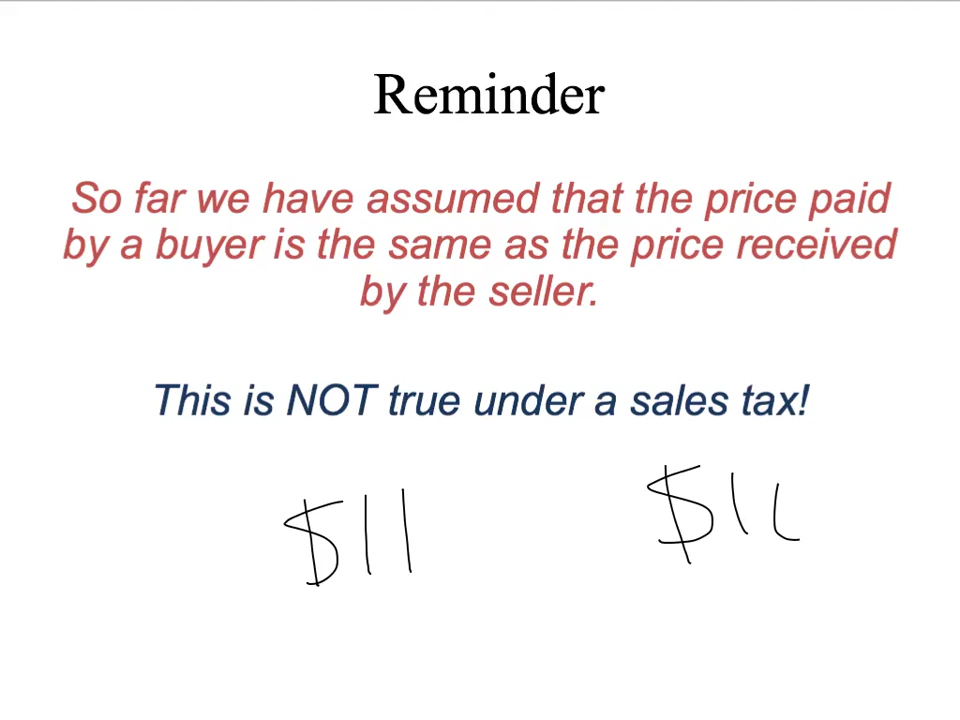 Reminder
So far we have assumed that the price paid
by a buyer is the same as the price received
by the seller.
This is NOT true under a sales tax!
$11